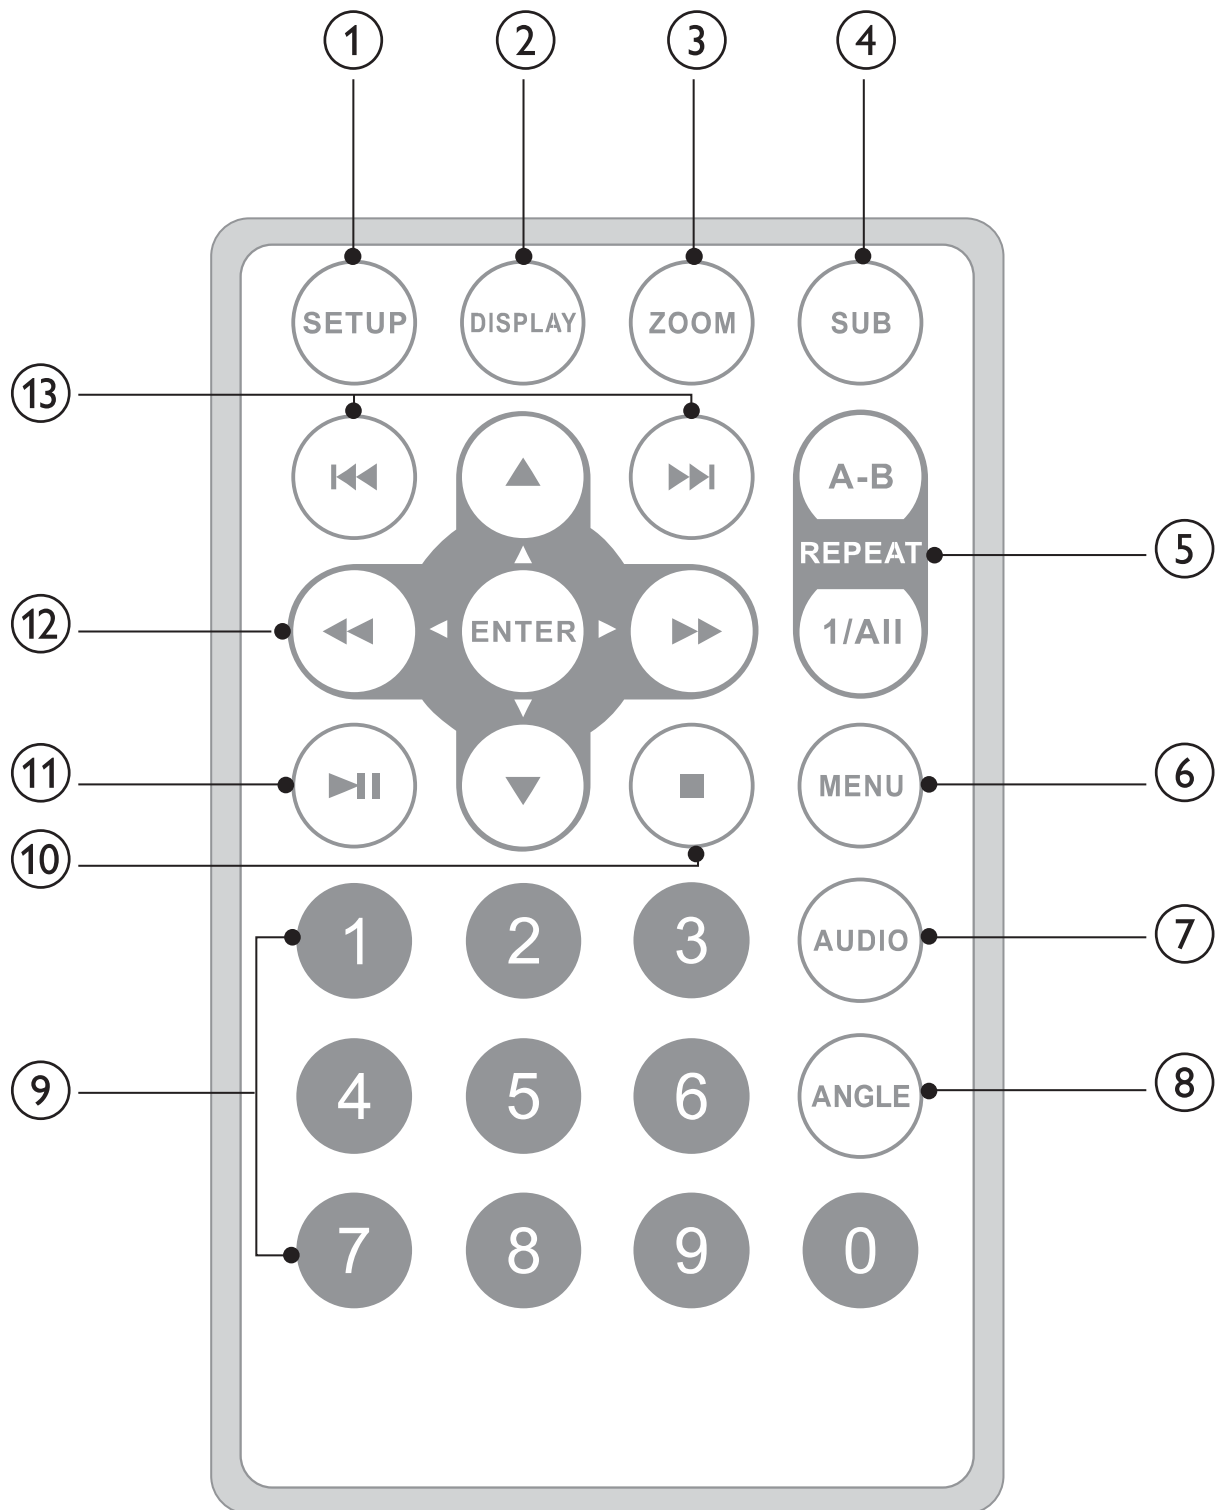 1 2 3 4
SETUP DISPLAY ZOOM SUB
13
A-B
REPEAT 5
12 ENTER 1/All
11 MENU 6
10
1 2 3 AUDIO 7
9 4 5 6 ANGLE 8
7 8 9 0